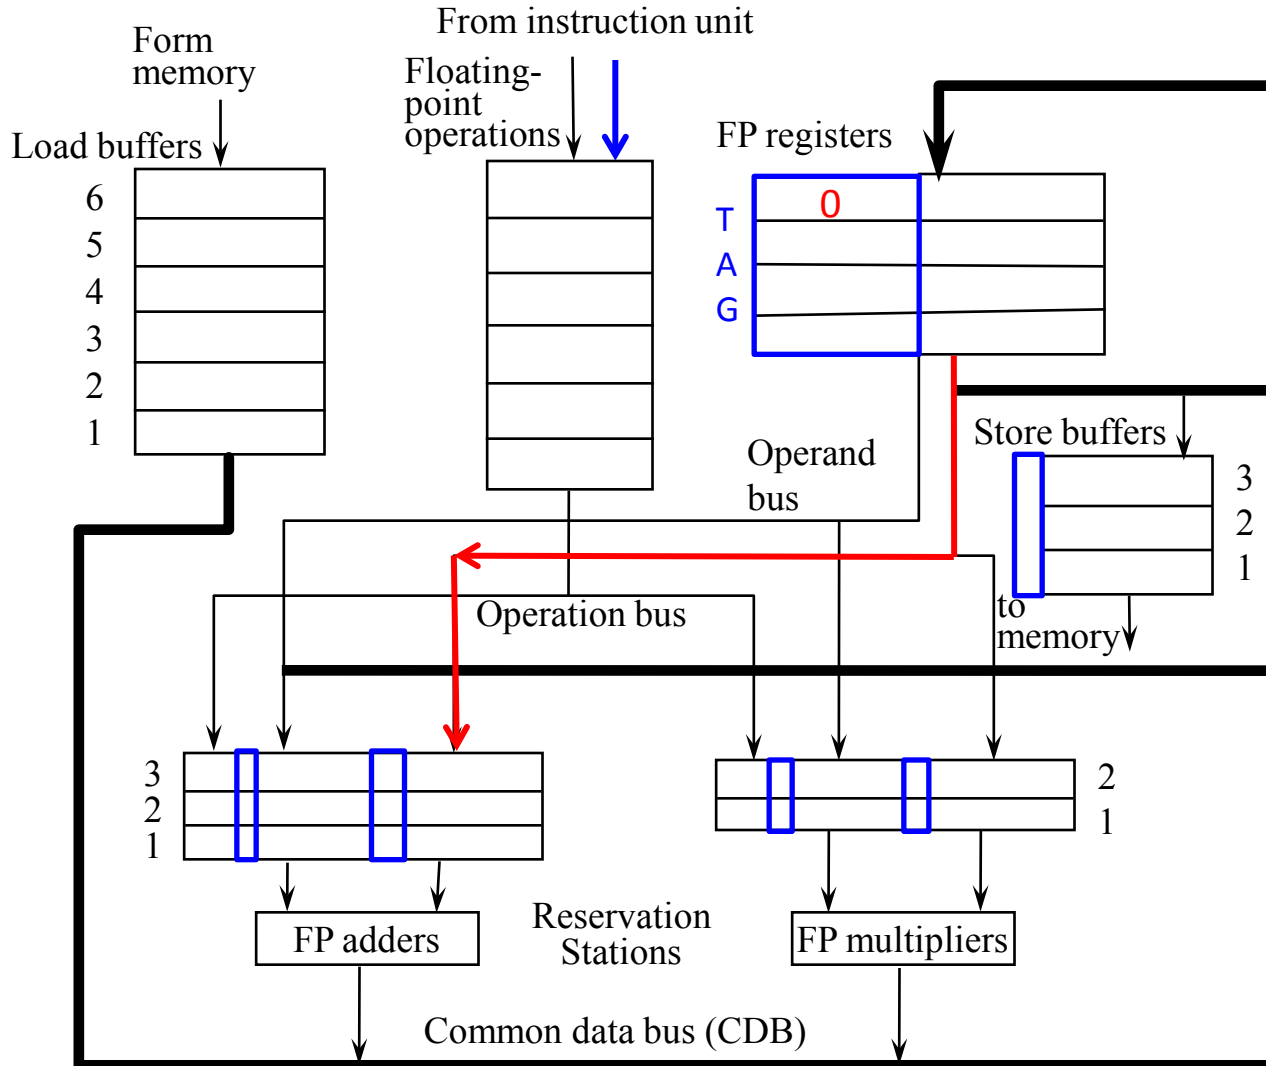 From instruction unit
Form
memory
Floating-
point
operations
Load buffers
FP registers
6
5
4
3
2
1
T
A
G
0
Operand
bus
Store buffers
3
2
1
to
memory
Operation bus
3
2
1
2
1
FP adders
Reservation
Stations
FP multipliers
Common data bus (CDB)